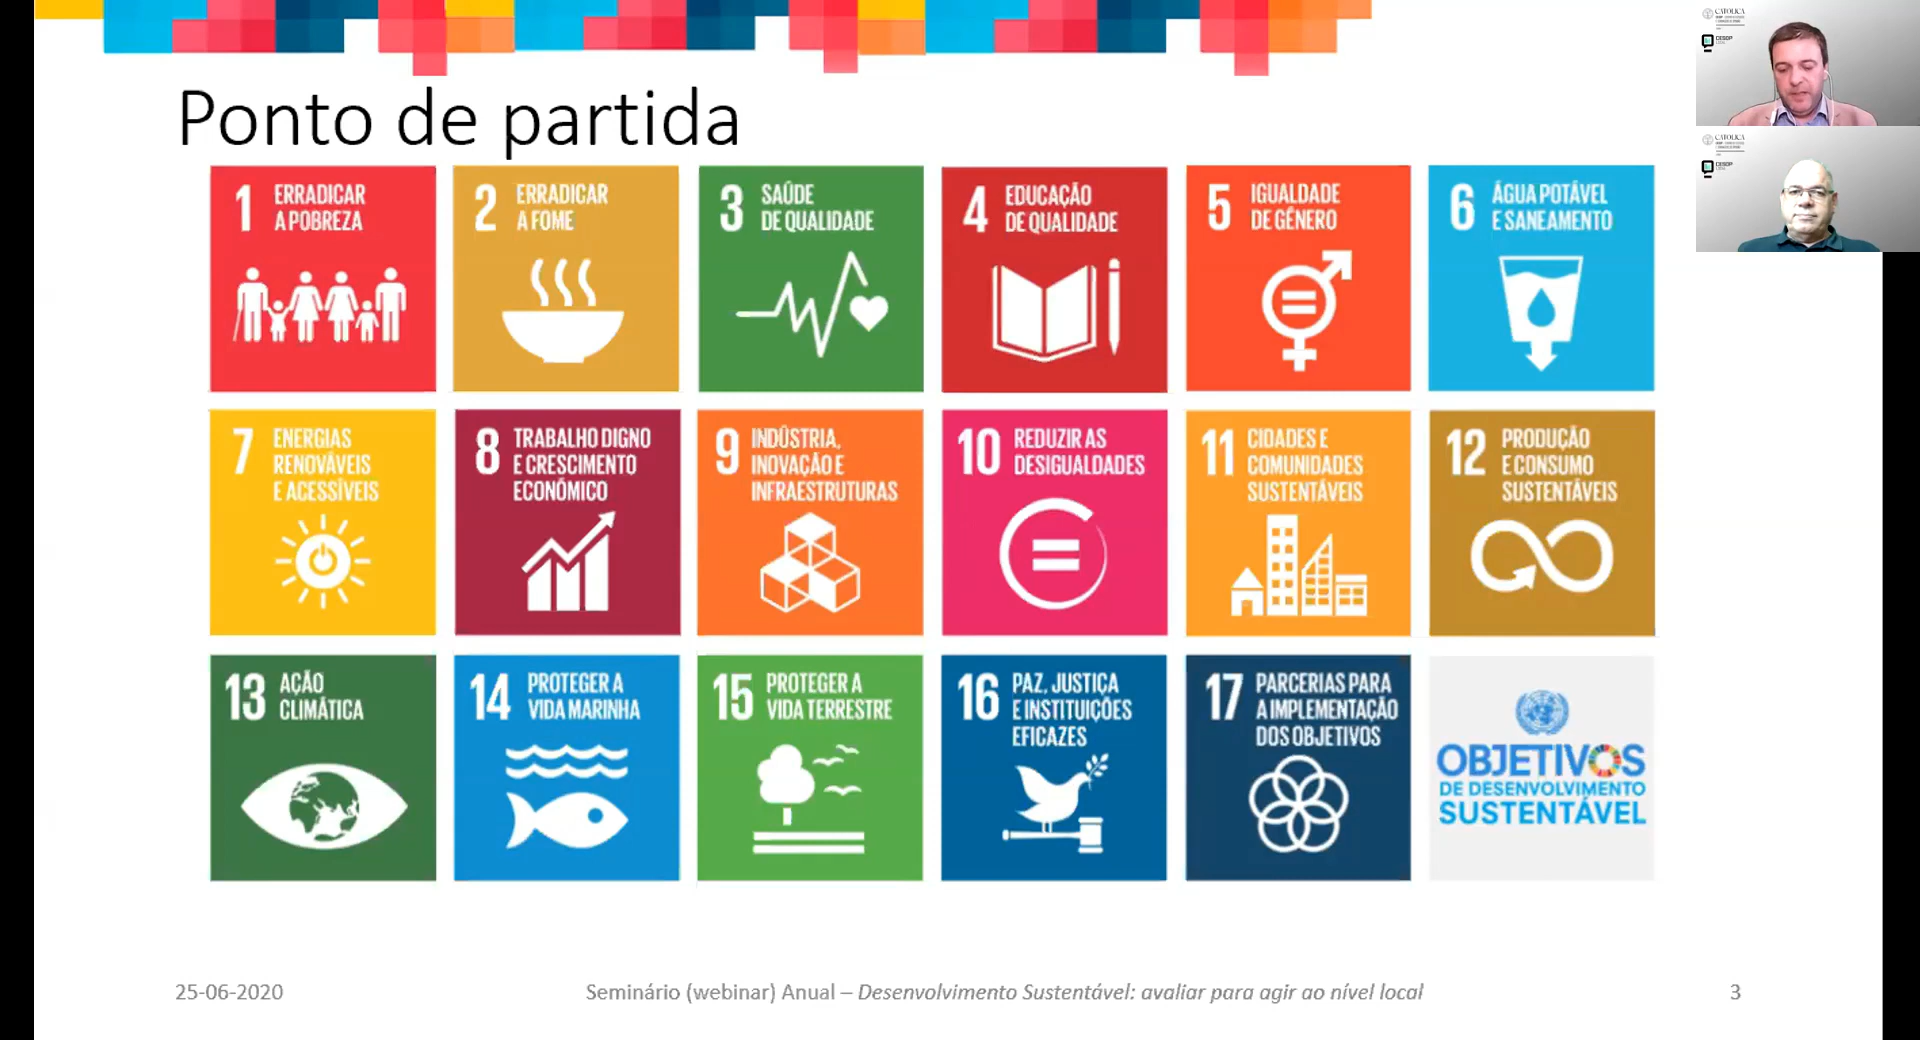 Ponto de partida
1 ERRADICAR
A POBREZA
2 ERRADICAR
A FOME
3 SAÚDE
DE QUALIDADE
4 EDUCAÇÃO
DE QUALIDADE
5 IGUALDADE
DE GÉNERO
6 ÁGUA POTÁVEL
E SANEAMENTO
7 ENERGIAS
RENOVÁVEIS
E ACESSÍVEIS
8 TRABALHO DIGNO
E CRESCIMENTO
ECONÓMICO
9 INDÚSTRIA,
INOVAÇÃO E
INFRAESTRUTURAS
10 REDUZIR AS
DESIGUALDADES
11 CIDADES E
COMUNIDADES
SUSTENTÁVEIS
12 PRODUÇÃO
E CONSUMO
SUSTENTÁVEIS
13 AÇÃO
CLIMÁTICA
14 PROTEGER A
VIDA MARINHA
15 PROTEGER A
VIDA TERRESTRE
16 PAZ, JUSTIÇA
E INSTITUIÇÕES
EFICAZES
17 PARCERIAS PARA
A IMPLEMENTAÇÃO
DOS OBJETIVOS
OBJETIVOS
DE DESENVOLVIMENTO
SUSTENTÁVEL
25-06-2020
Seminário (webinar) Anual – Desenvolvimento Sustentável: avaliar para agir ao nível local
3
CATOLICA
CESOP
CATOLICA
CESOP